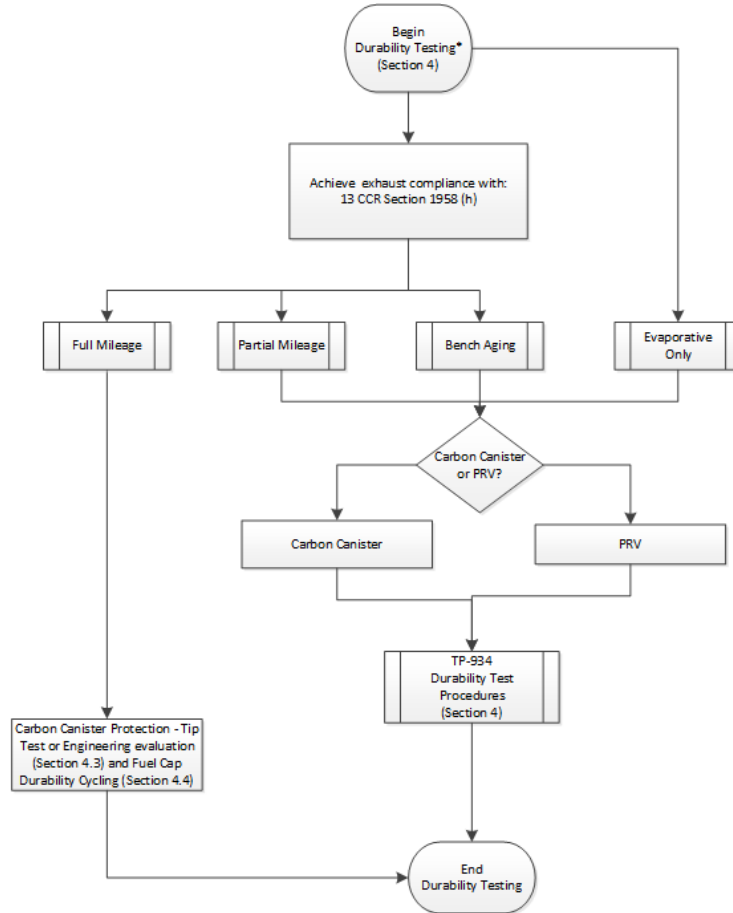 Begin
Durability Testing*
(Section 4)
Achieve exhaust compliance with:
13 CCR Section 1958 (h)
Full Mileage
Partial Mileage
Bench Aging
Evaporative
Only
Carbon Canister
or PRV?
Carbon Canister
PRV
TP-934
Durability Test
Procedures
(Section 4)
Carbon Canister Protection - Tip
Test or Engineering evaluation
(Section 4.3) and Fuel Cap
Durability Cycling (Section 4.4)
End
Durability Testing